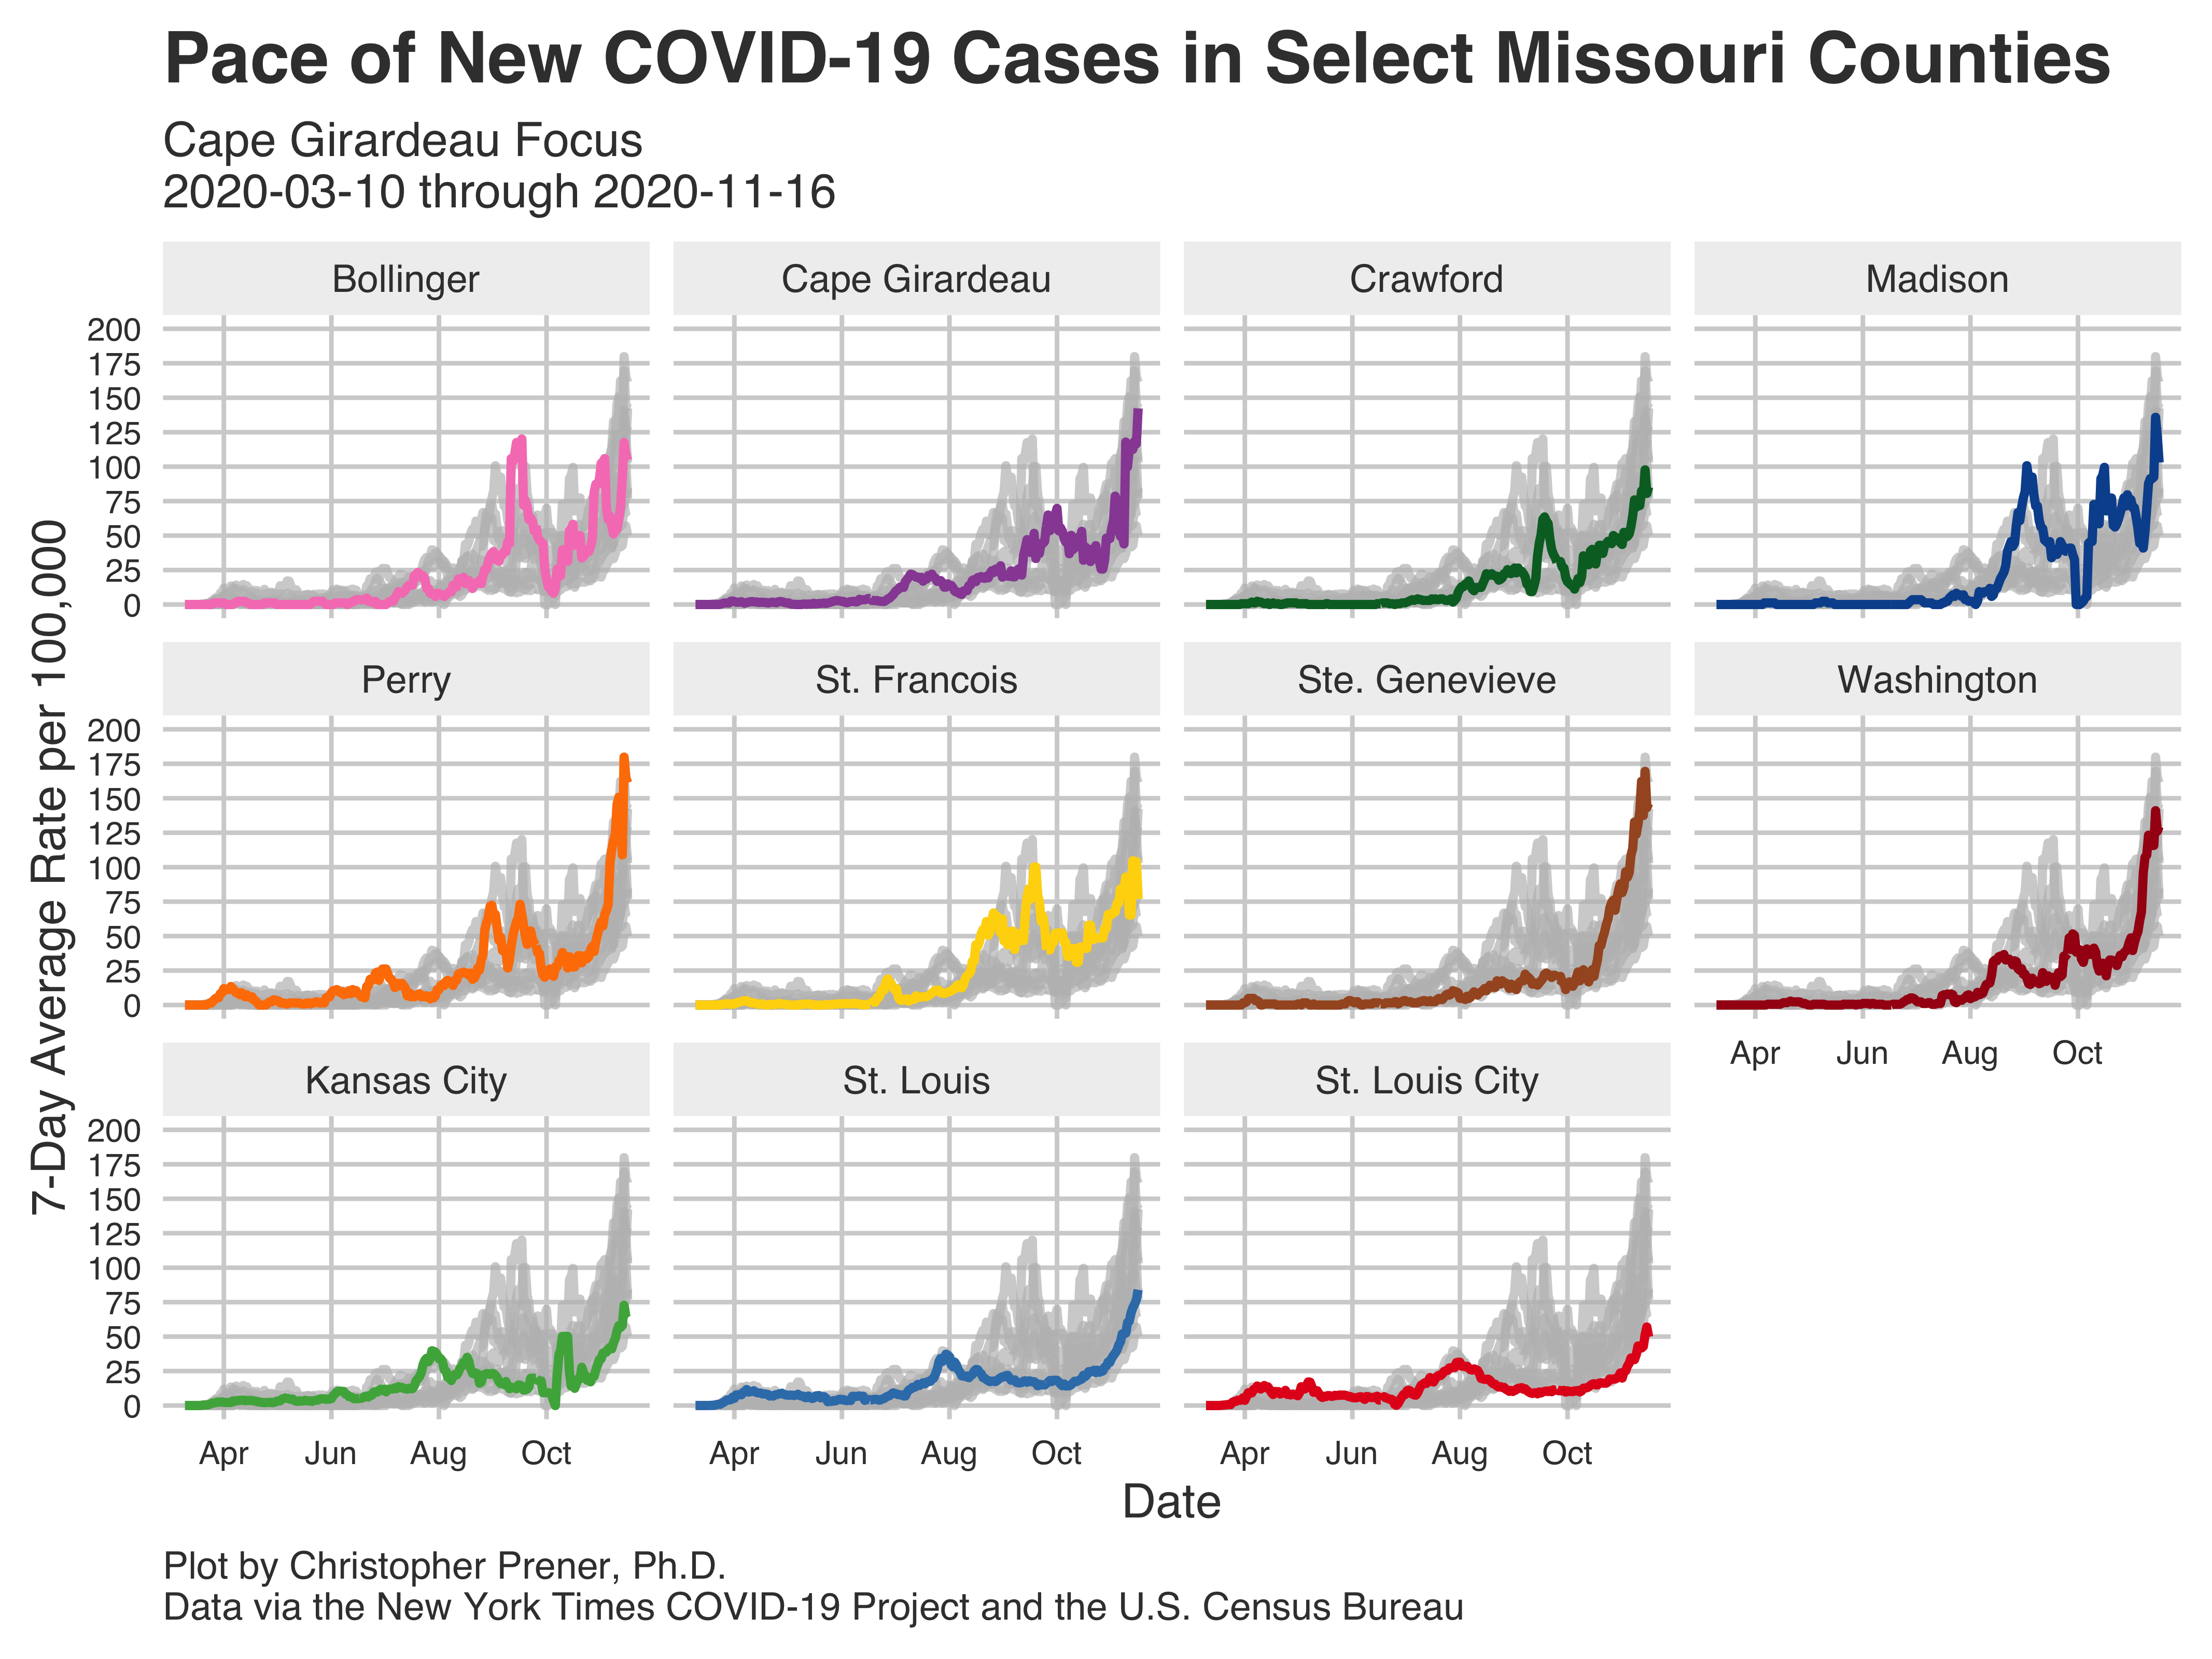 Pace of New COVID-19 Cases in Select Missouri Counties
Cape Girardeau Focus
2020-03-10 through 2020-11-16
Bollinger
Cape Girardeau
Crawford
Madison
200
175
150
125
100
75
50
25
0
Perry
St. Francois
Ste. Genevieve
Washington
200
175
150
125
100
75
50
25
0
Apr
Jun
Aug
Oct
Kansas City
St. Louis
St. Louis City
200
175
150
125
100
75
50
25
0
Apr
Jun
Aug
Oct
Apr
Jun
Aug
Oct
Apr
Jun
Aug
Oct
7-Day Average Rate per 100,000
Date
Plot by Christopher Prener, Ph.D.
Data via the New York Times COVID-19 Project and the U.S. Census Bureau